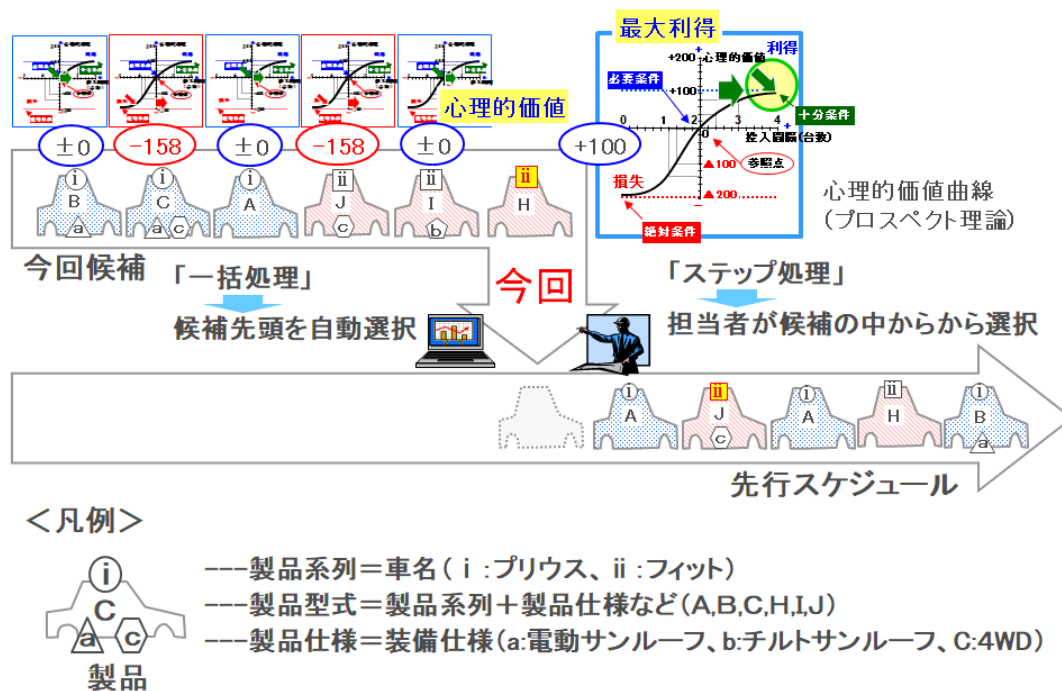 最大利得
利得
+200
心理的価値
必要条件
+100
十分条件
0 1 2 3 4
投入間隔(台数)
参照点
▲100
損失
▲200
絶対条件
心理的価値
±0
-158
±0
-158
±0
+100
心理的価値曲線
(プロスペクト理論)
i
B
a
i
C
a c
i
A
ii
J
c
ii
I
b
ii
H
今回候補
「一括処理」
今回
「ステップ処理」
候補先頭を自動選択
担当者が候補の中からから選択
i
A
ii
J
c
i
A
ii
H
i
B
a
先行スケジュール
＜凡例＞
i
C
a c
製品
---製品系列＝車名(ⅰ:プリウス、ⅱ:フィット)
---製品型式＝製品系列＋製品仕様など(A,B,C,H,I,J)
---製品仕様＝装備仕様(a:電動サンルーフ、b:チルトサンルーフ、C:4WD)